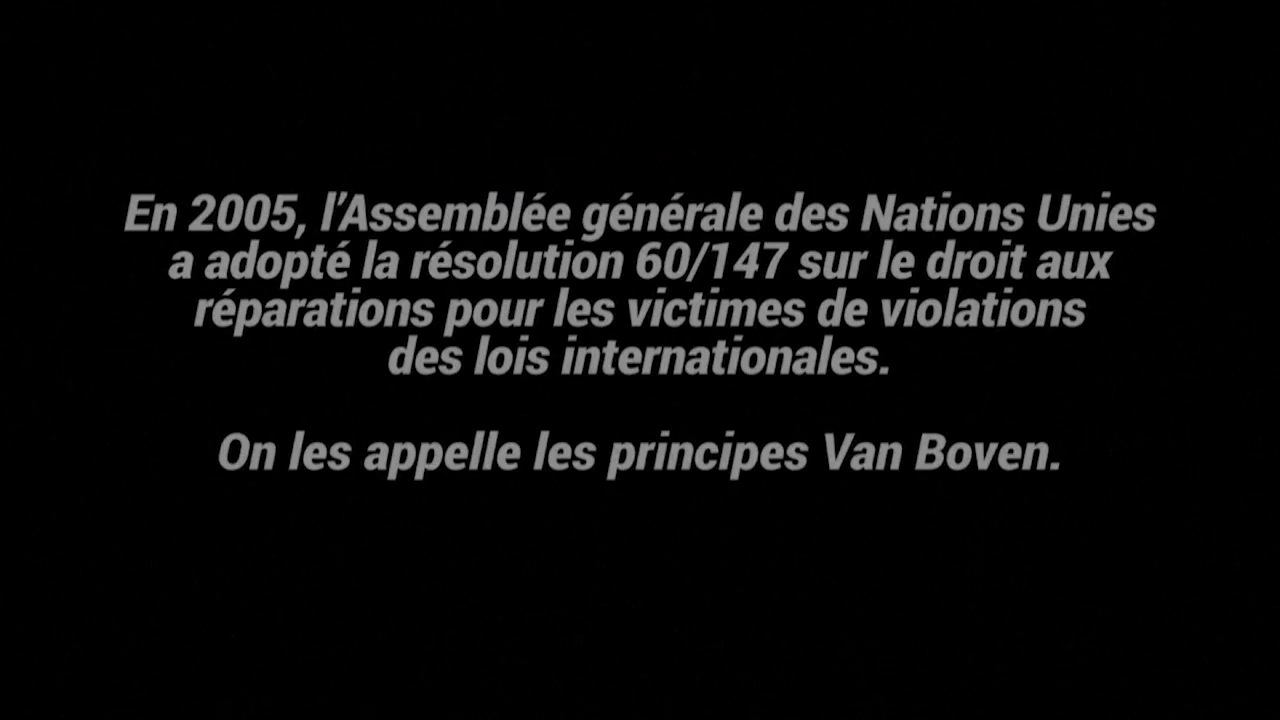 En 2005, l’Assemblée générale des Nations Unies
a adopté la résolution 60/147 sur le droit aux
réparations pour les victimes de violations
des lois internationales.
On les appelle les principes Van Boven.